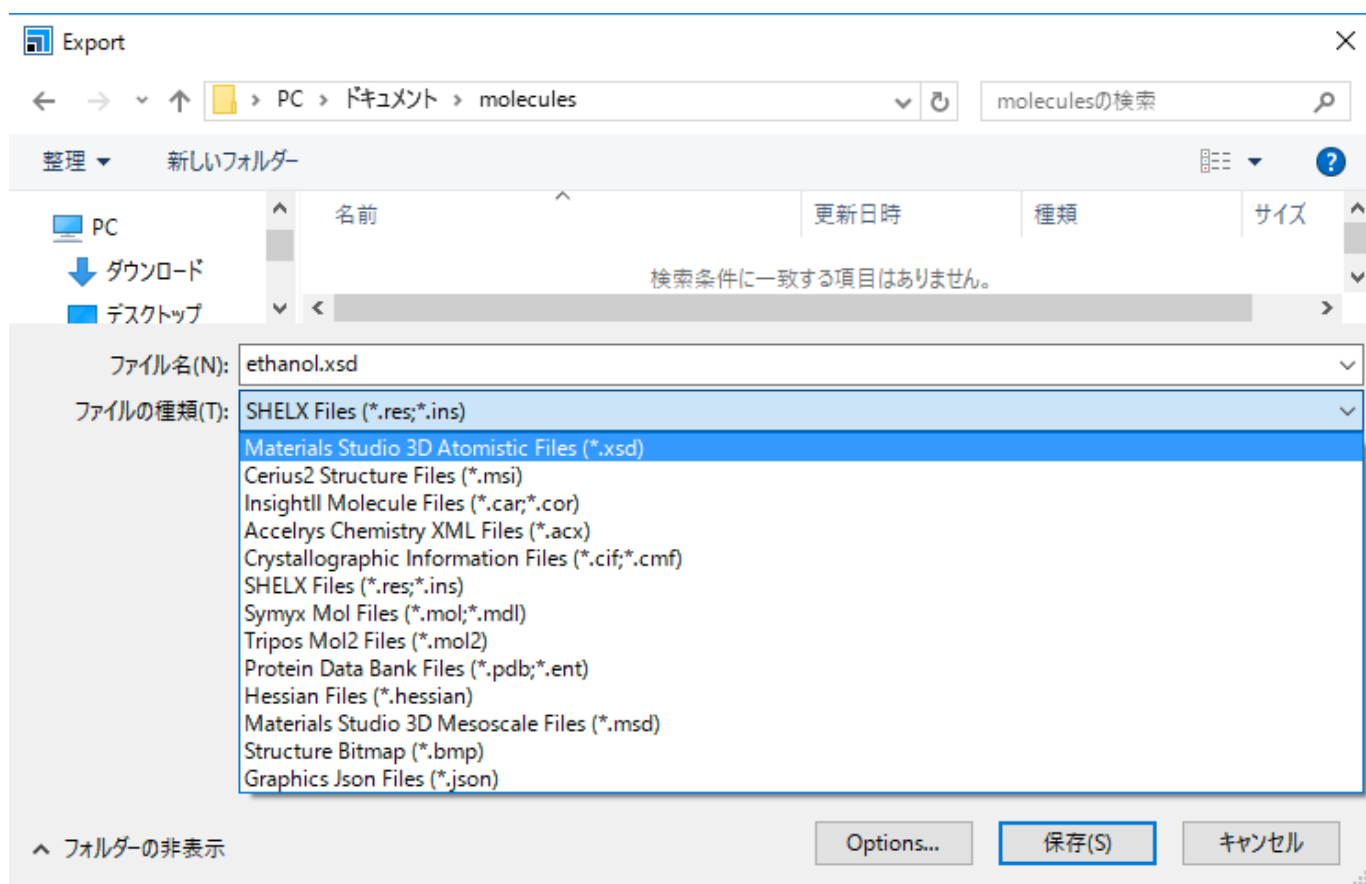 Export
PC › ドキュメント › molecules
moleculesの検索
整理 新しいフォルダー
名前 更新日時 種類 サイズ
PC
ダウンロード
検索条件に一致する項目はありません。
デスクトップ
ファイル名(N): ethanol.xsd
ファイルの種類(T): SHELX Files (*.res;*.ins)
Materials Studio 3D Atomistic Files (*.xsd)
Cerius2 Structure Files (*.msi)
InsightII Molecule Files (*.car;*.cor)
Accelrys Chemistry XML Files (*.acx)
Crystallographic Information Files (*.cif;*.cmf)
SHELX Files (*.res;*.ins)
Symyx Mol Files (*.mol;*.mdl)
Tripos Mol2 Files (*.mol2)
Protein Data Bank Files (*.pdb;*.ent)
Hessian Files (*.hessian)
Materials Studio 3D Mesoscale Files (*.msd)
Structure Bitmap (*.bmp)
Graphics Json Files (*.json)
フォルダーの非表示
Options... 保存(S) キャンセル